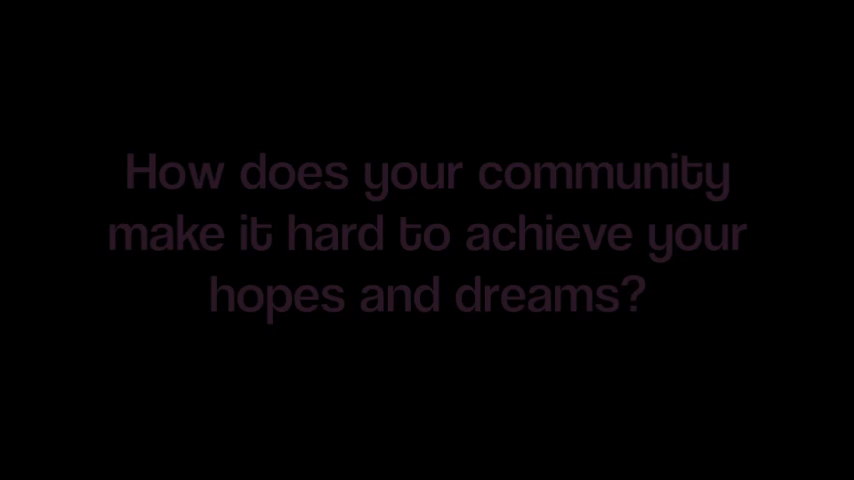 How does your community
make it hard to achieve your
hopes and dreams?